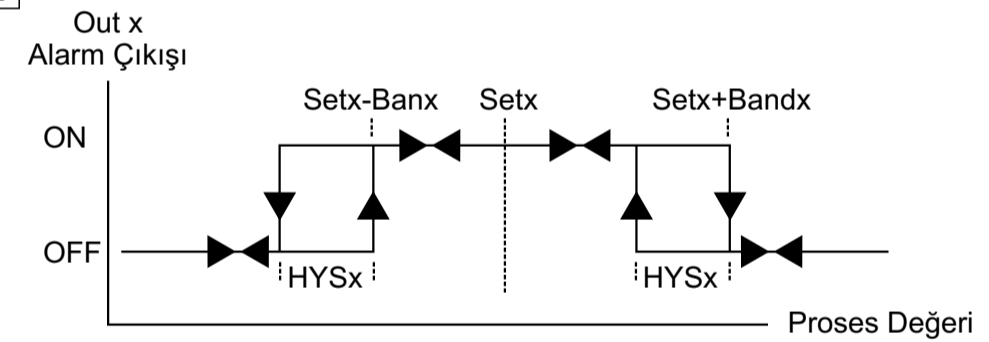 Out x
Alarm Çıkışı
Setx-Banx Setx Setx+Bandx
ON
OFF
HYSx HYSx
Proses Değeri